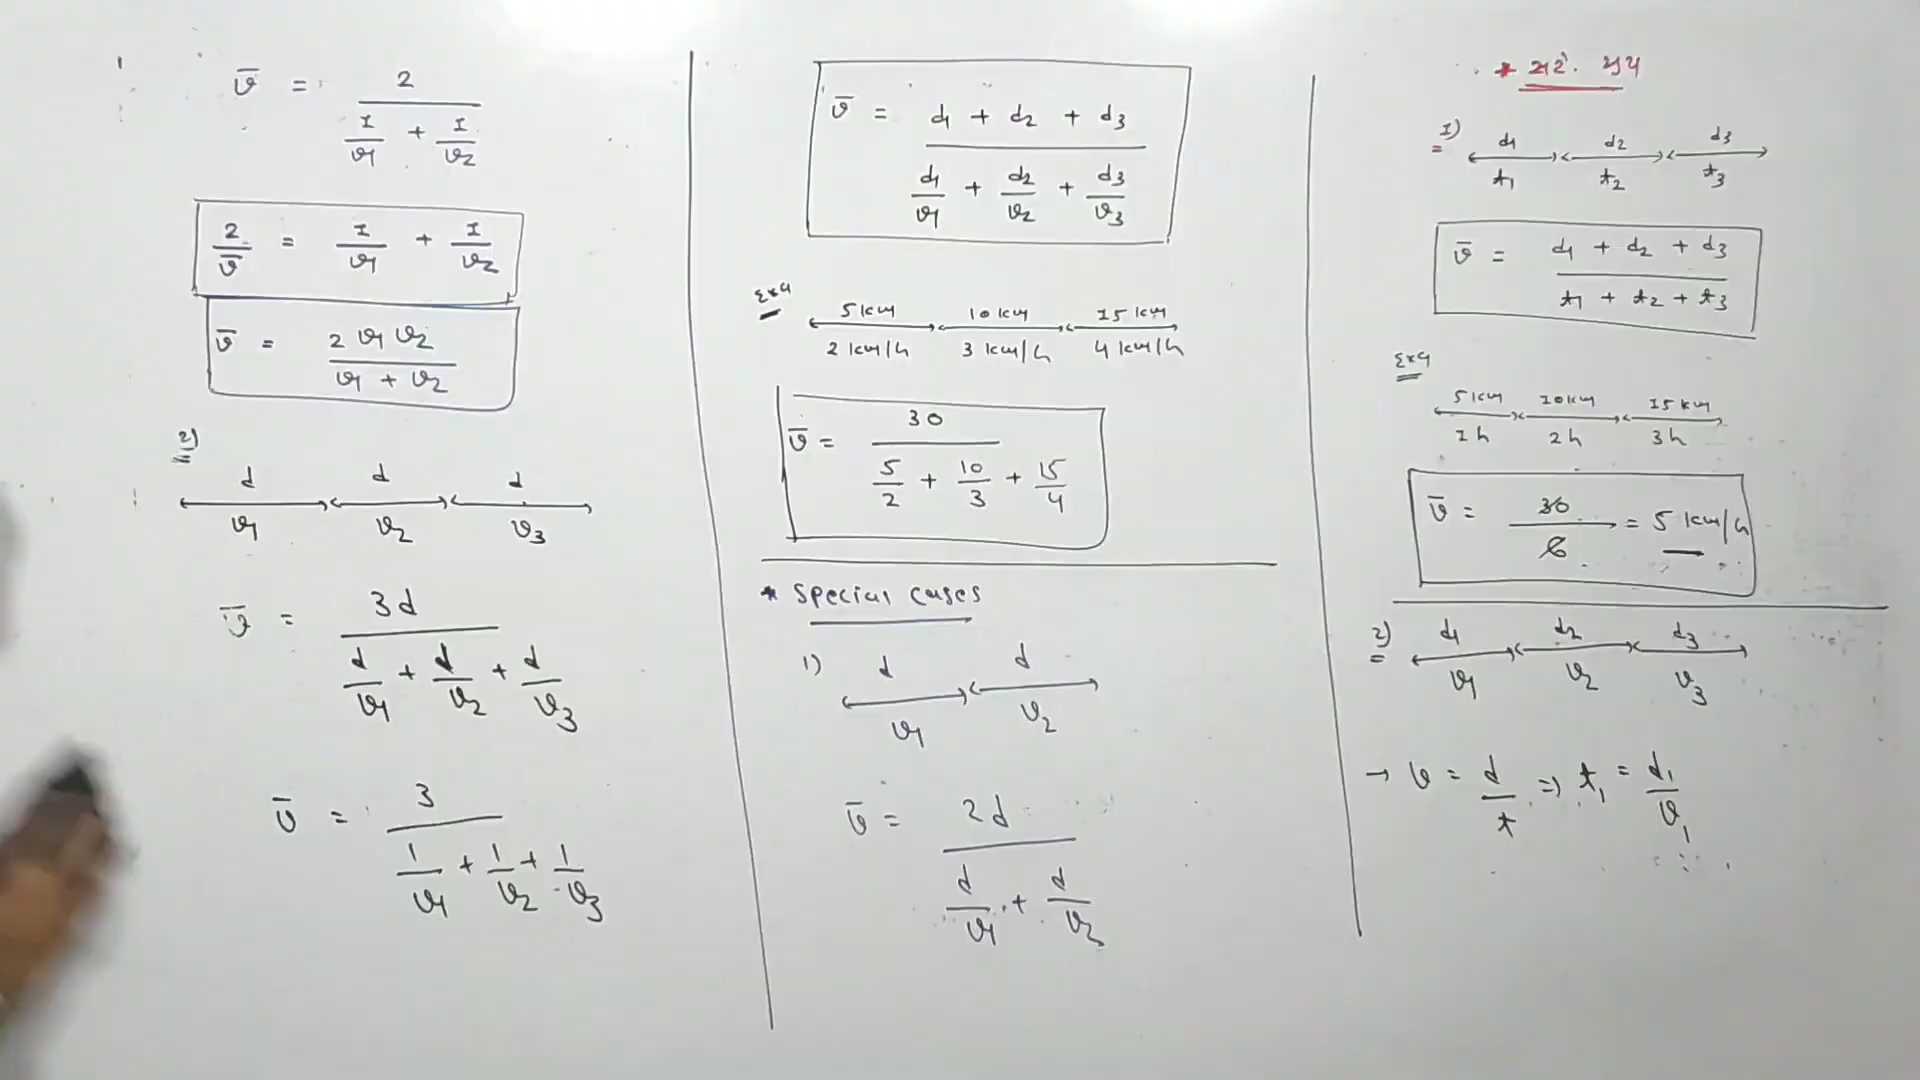 v̄ = 2 / (1/v1 + 1/v2)
2/v̄ = 1/v1 + 1/v2
v̄ = 2 v1 v2 / (v1 + v2)
2)
d d d
v1 v2 v3
v̄ = 3d / (d/v1 + d/v2 + d/v3)
v̄ = 3 / (1/v1 + 1/v2 + 1/v3)
v̄ = (d1 + d2 + d3) / (d1/v1 + d2/v2 + d3/v3)
5 km 10 km 15 km
2 km/h 3 km/h 4 km/h
v̄ = 30 / (5/2 + 10/3 + 15/4)
* Special cases
1) d d
v1 v2
v̄ = 2d / (d/v1 + d/v2)
1) d1 d2 d3
t1 t2 t3
v̄ = (d1 + d2 + d3) / (t1 + t2 + t3)
5 km 10 km 15 km
1 h 2 h 3 h
v̄ = 30 / 6 = 5 km/h
2) d1 d2 d3
v1 v2 v3
→ v = d/t ⇒ t1 = d1/v1